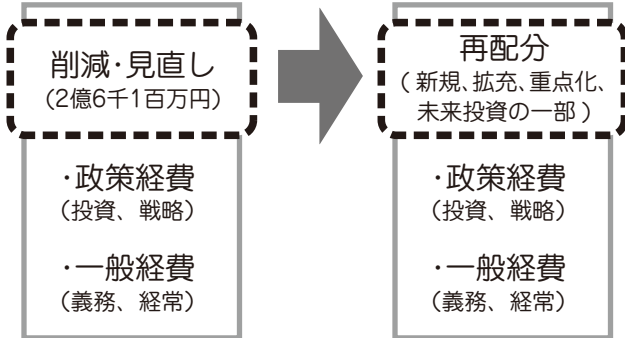 削減・見直し
(2億6千1百万円)
・政策経費
(投資、戦略)
・一般経費
(義務、経常)
再配分
(新規、拡充、重点化、
未来投資の一部)
・政策経費
(投資、戦略)
・一般経費
(義務、経常)